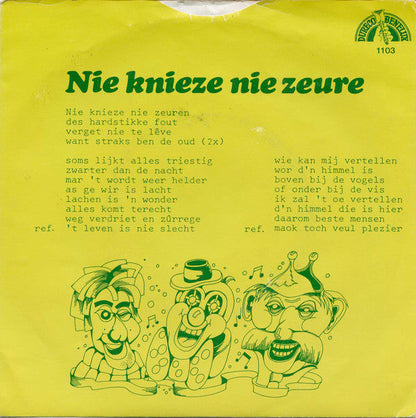 DURECO BENELUX
1103
Nie knieze nie zeure
Nie knieze nie zeuren
des hardstikke fout
verget nie te lêve
want straks ben de oud (2x)
soms lijkt alles triestig
zwarter dan de nacht
mar 't wordt weer helder
as ge wir is lacht
lachen is 'n wonder
alles komt terecht
weg verdriet en zûrrege
ref. 't leven is nie slecht
wie kan mij vertellen
wor d'n himmel is
boven bij de vogels
of onder bij de vis
ik zal 't oe vertellen
d'n himmel die is hier
daarom beste mensen
ref. maok toch veul plezier